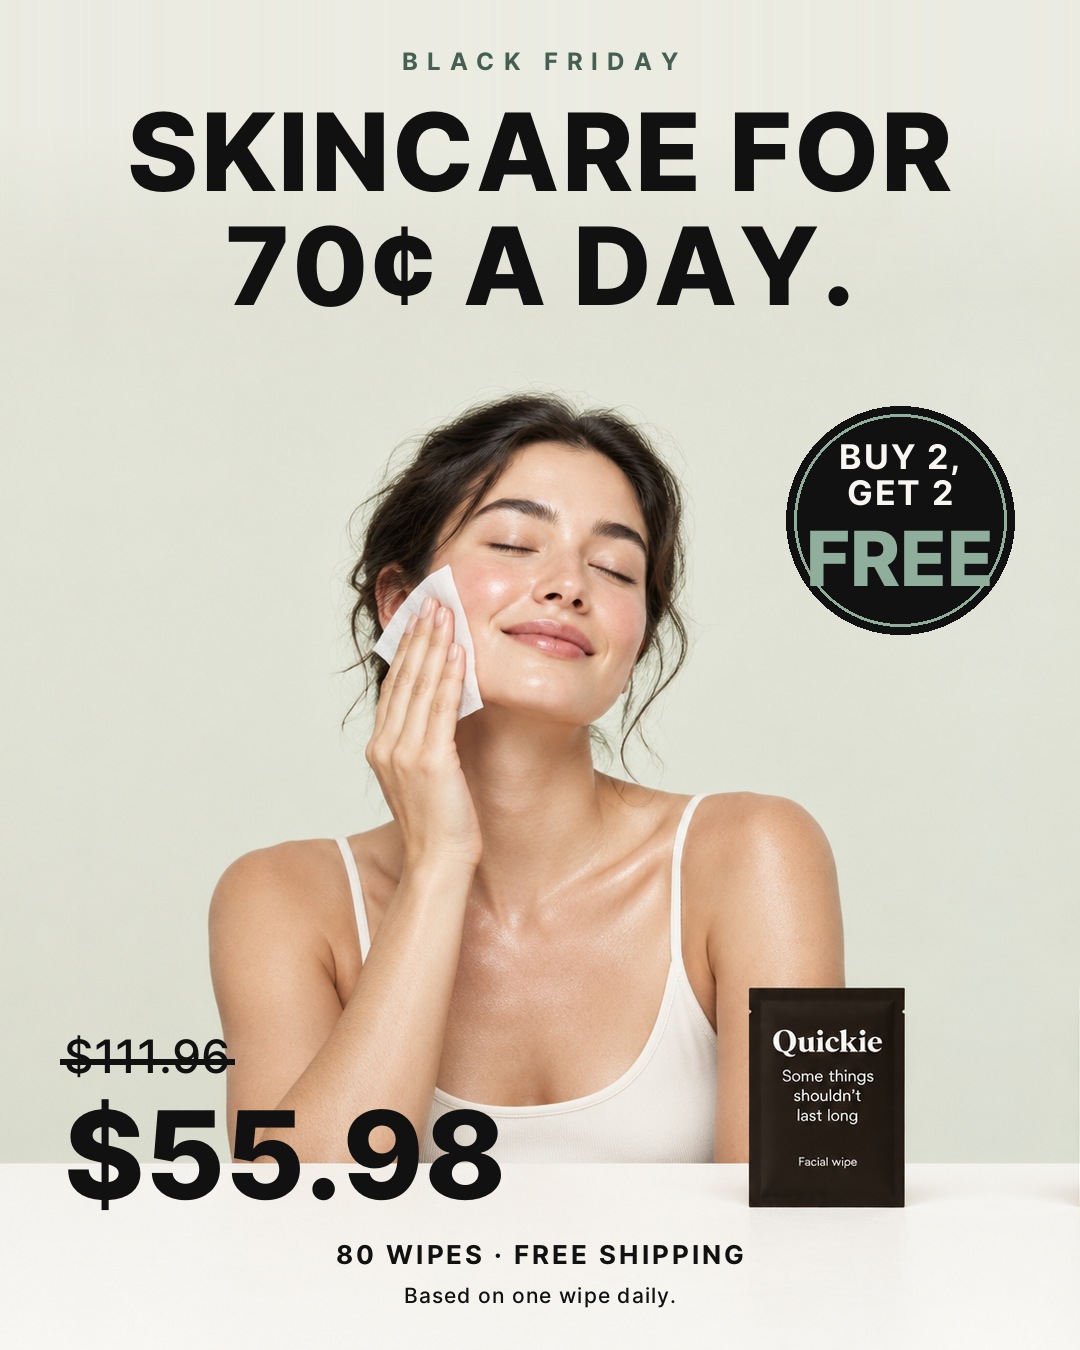 BLACK FRIDAY
SKINCARE FOR
70¢ A DAY.
BUY 2,
GET 2
FREE
$111.96
$55.98
Quickie
Some things
shouldn't
last long
Facial wipe
80 WIPES · FREE SHIPPING
Based on one wipe daily.